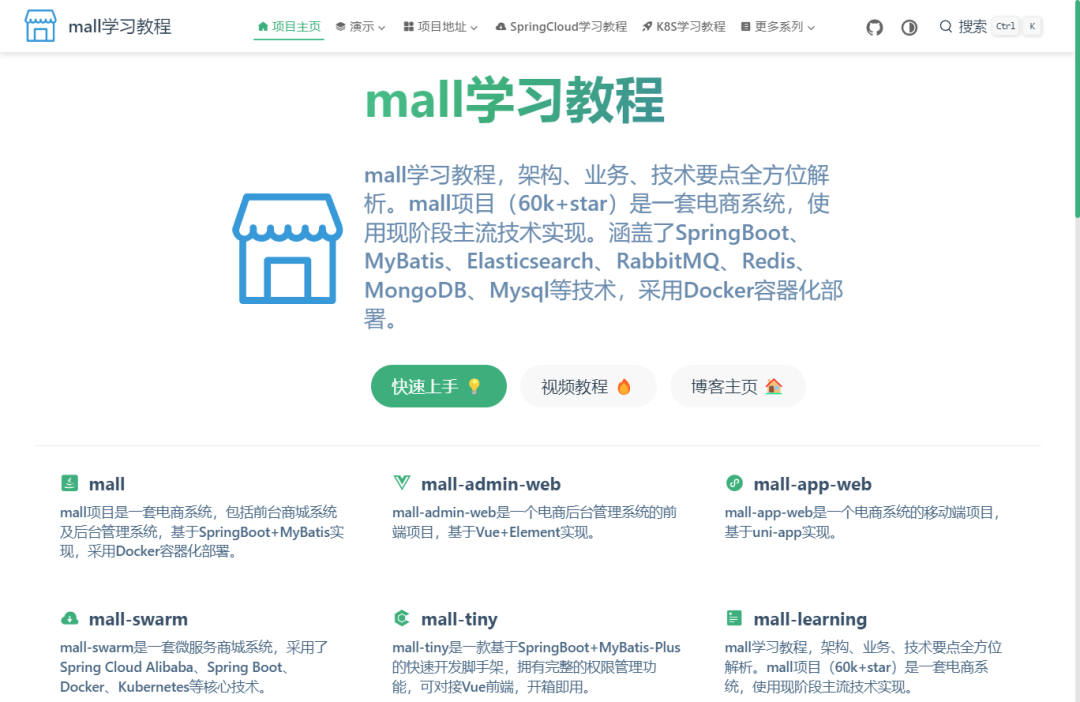 mall学习教程
项目主页 演示 项目地址 SpringCloud学习教程 K8S学习教程 更多系列 搜索 Ctrl K
mall学习教程
mall学习教程，架构、业务、技术要点全方位解
析。mall项目（60k+star）是一套电商系统，使
用现阶段主流技术实现。涵盖了SpringBoot、
MyBatis、Elasticsearch、RabbitMQ、Redis、
MongoDB、Mysql等技术，采用Docker容器化部
署。
快速上手 视频教程 博客主页
mall
mall项目是一套电商系统，包括前台商城系统
及后台管理系统，基于SpringBoot+MyBatis实
现，采用Docker容器化部署。
mall-admin-web
mall-admin-web是一个电商后台管理系统的前
端项目，基于Vue+Element实现。
mall-app-web
mall-app-web是一个电商系统的移动端项目，
基于uni-app实现。
mall-swarm
mall-swarm是一套微服务商城系统，采用了
Spring Cloud Alibaba、Spring Boot、
Docker、Kubernetes等核心技术。
mall-tiny
mall-tiny是一款基于SpringBoot+MyBatis-Plus
的快速开发脚手架，拥有完整的权限管理功
能，可对接Vue前端，开箱即用。
mall-learning
mall学习教程，架构、业务、技术要点全方位
解析。mall项目（60k+star）是一套电商系
统，使用现阶段主流技术实现。